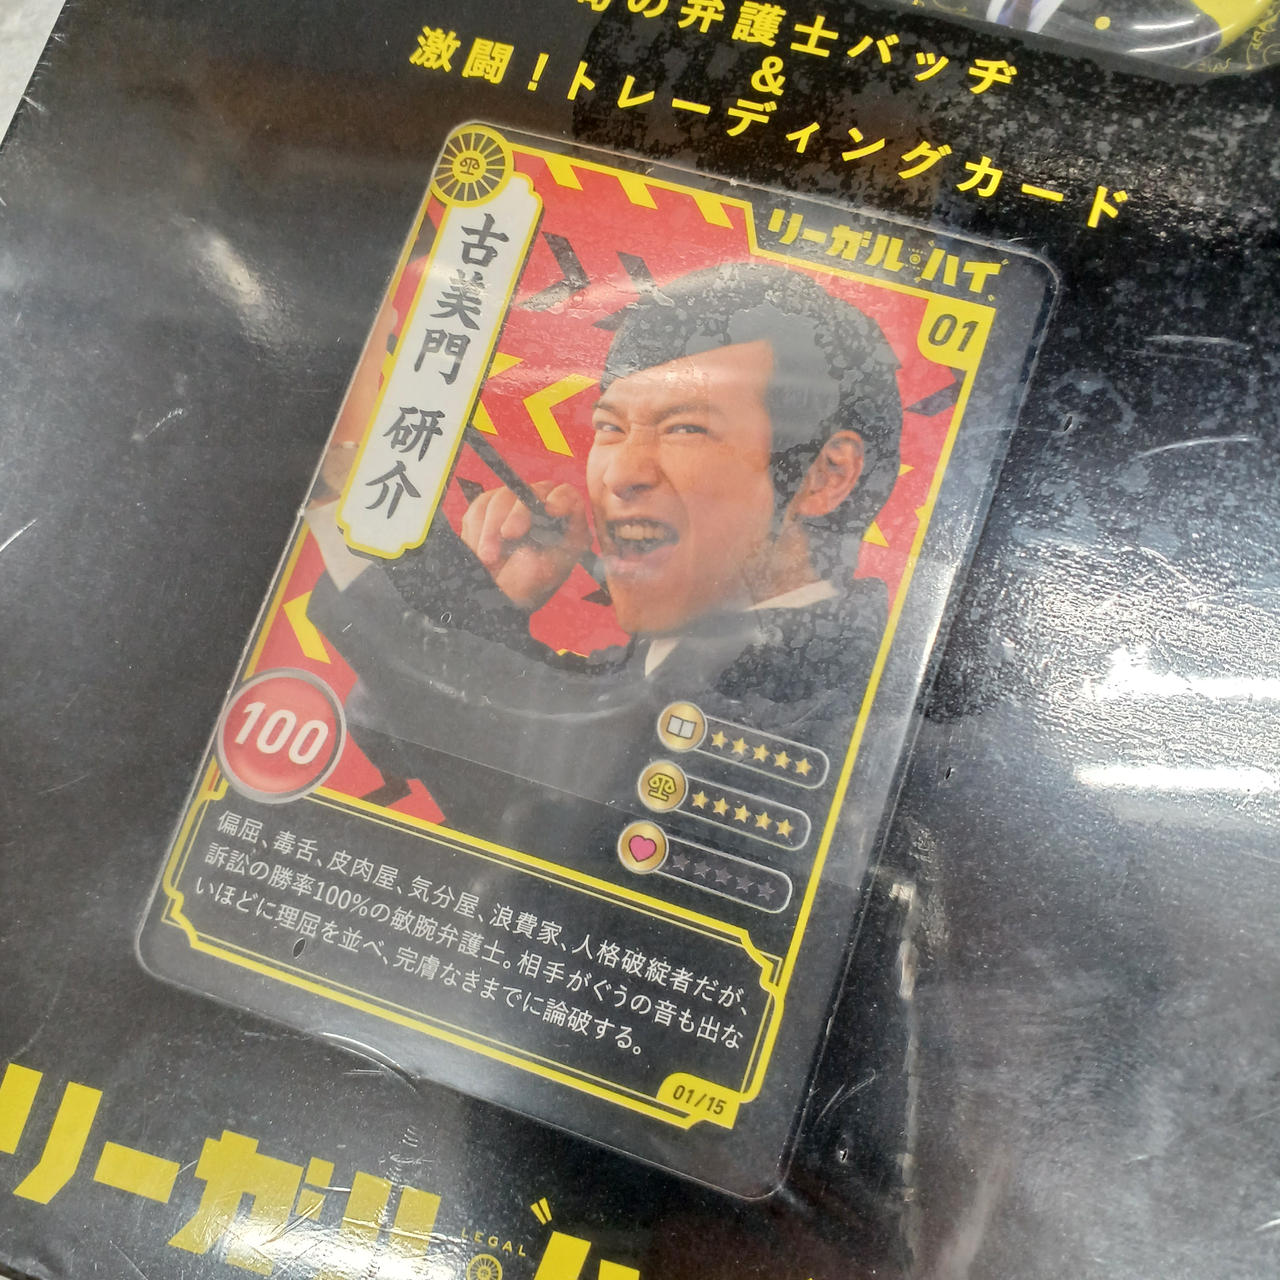 の弁護士バッヂ
&
激闘！トレーディングカード
リーガル・ハイ
01
古美門 研介
100
偏屈、毒舌、皮肉屋、気分屋、浪費家、人格破綻者だが、
訴訟の勝率100%の敏腕弁護士。相手がぐうの音も出な
いほどに理屈を並べ、完膚なきまでに論破する。
01/15
リーガル
LEGAL